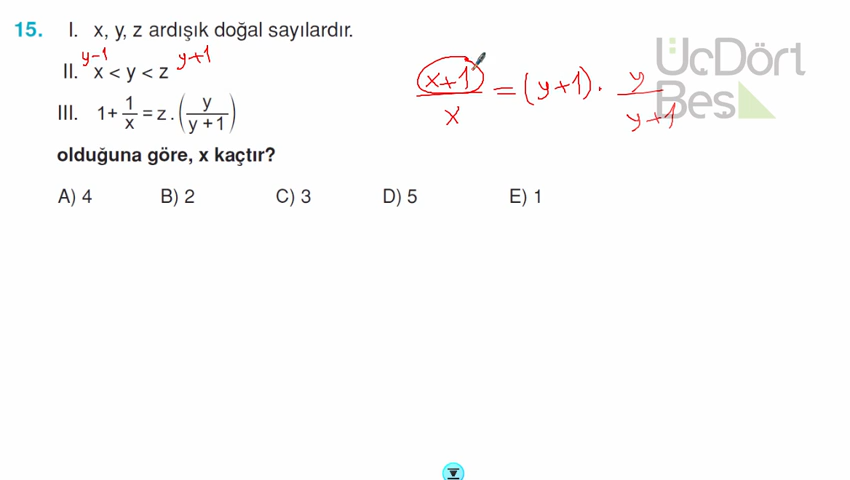 15. I. x, y, z ardışık doğal sayılardır.
y-1 y+1
II. x < y < z
III. 1+ 1/x = z . (y/(y + 1))
olduğuna göre, x kaçtır?
A) 4 B) 2 C) 3 D) 5 E) 1
(x+1)/x = (y+1) . y/(y+1)
ÜçDört
Beş